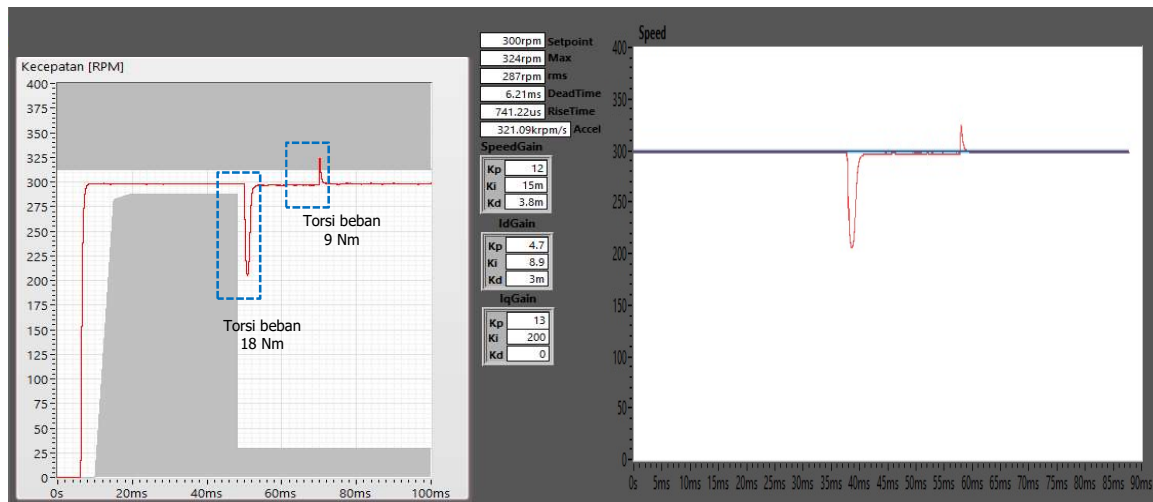 Kecepatan [RPM]
400
375
350
325
300
275
250
225
200
175
150
125
100
75
50
25
0
0s 20ms 40ms 60ms 80ms 100ms
Torsi beban
9 Nm
Torsi beban
18 Nm
300rpm Setpoint
324rpm Max
287rpm rms
6.21ms DeadTime
741.22us RiseTime
321.09krpm/s Accel
SpeedGain
Kp 12
Ki 15m
Kd 3.8m
IdGain
Kp 4.7
Ki 8.9
Kd 3m
IqGain
Kp 13
Ki 200
Kd 0
Speed
400
350
300
250
200
150
100
50
0
0s 5ms 10ms 15ms 20ms 25ms 30ms 35ms 40ms 45ms 50ms 55ms 60ms 65ms 70ms 75ms 80ms 85ms 90ms